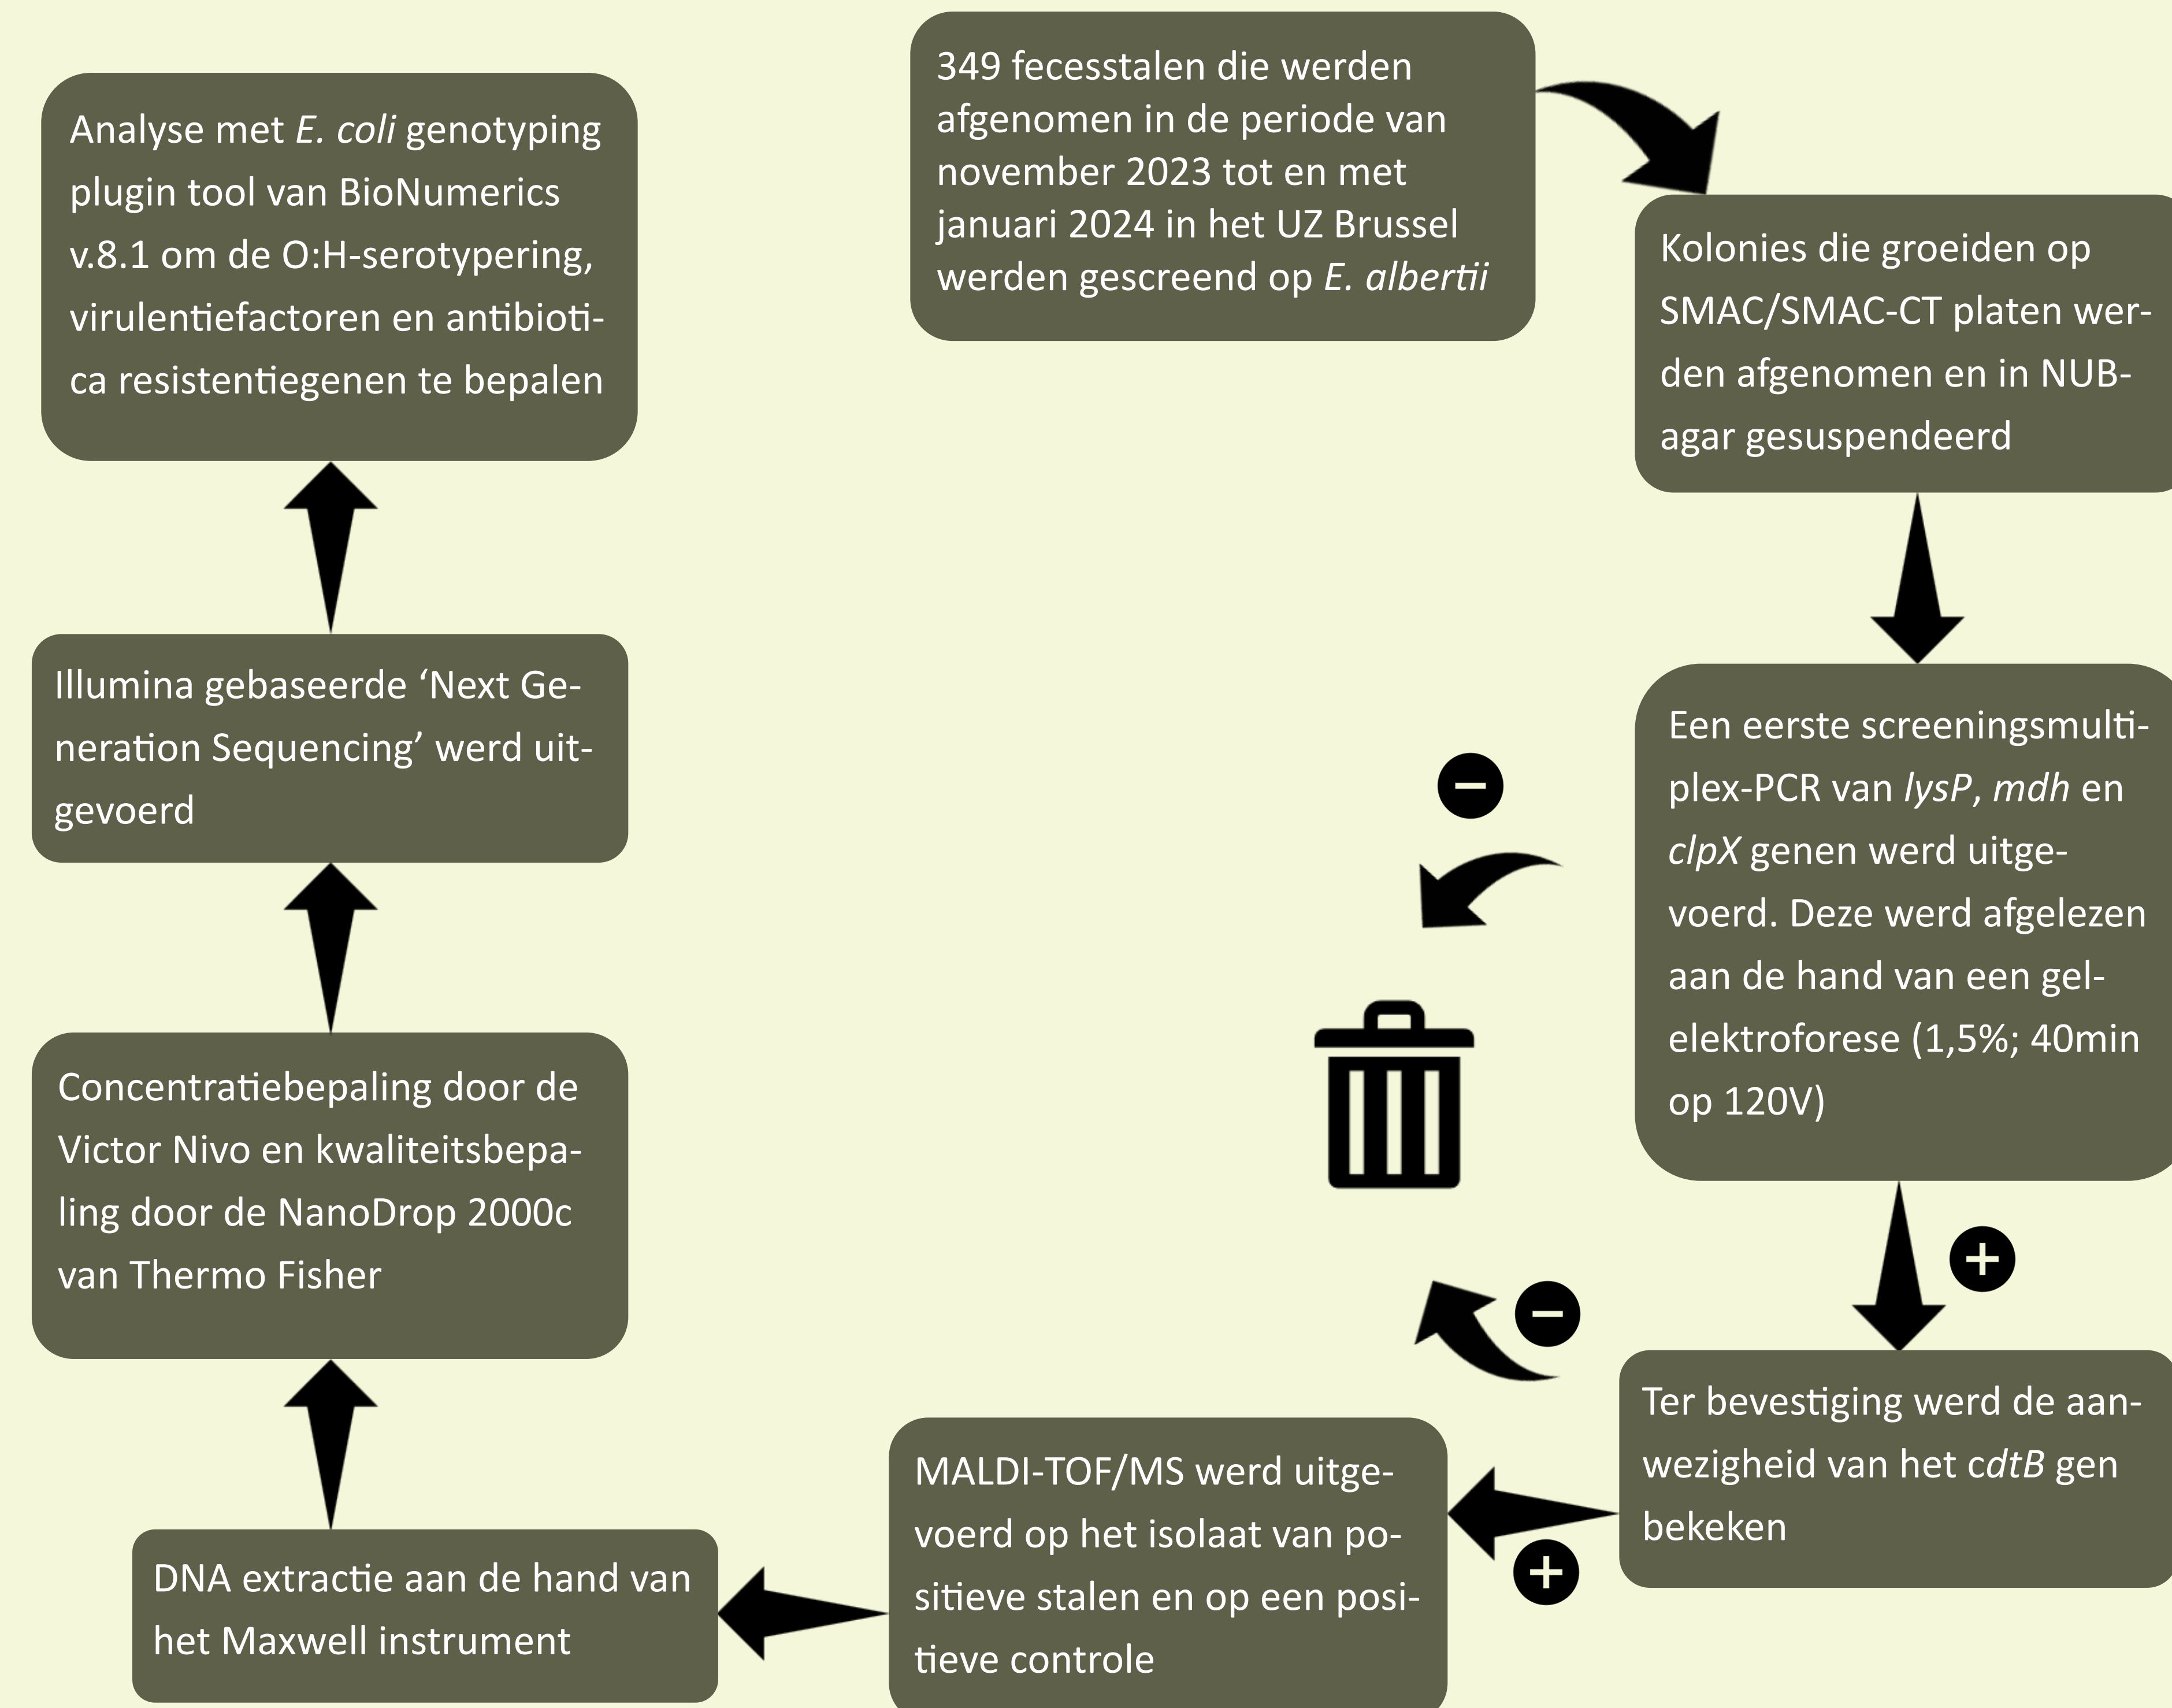 349 fecesstalen die werden
afgenomen in de periode van
november 2023 tot en met
januari 2024 in het UZ Brussel
werden gescreend op E. albertii
Kolonies die groeiden op
SMAC/SMAC-CT platen wer-
den afgenomen en in NUB-
agar gesuspendeerd
Een eerste screeningsmulti-
plex-PCR van lysP, mdh en
clpX genen werd uitge-
voerd. Deze werd afgelezen
aan de hand van een gel-
elektroforese (1,5%; 40min
op 120V)
−
+
−
Ter bevestiging werd de aan-
wezigheid van het cdtB gen
bekeken
+
MALDI-TOF/MS werd uitge-
voerd op het isolaat van po-
sitieve stalen en op een posi-
tieve controle
DNA extractie aan de hand van
het Maxwell instrument
Concentratiebepaling door de
Victor Nivo en kwaliteitsbepa-
ling door de NanoDrop 2000c
van Thermo Fisher
Illumina gebaseerde ‘Next Ge-
neration Sequencing’ werd uit-
gevoerd
Analyse met E. coli genotyping
plugin tool van BioNumerics
v.8.1 om de O:H-serotypering,
virulentiefactoren en antibioti-
ca resistentiegenen te bepalen